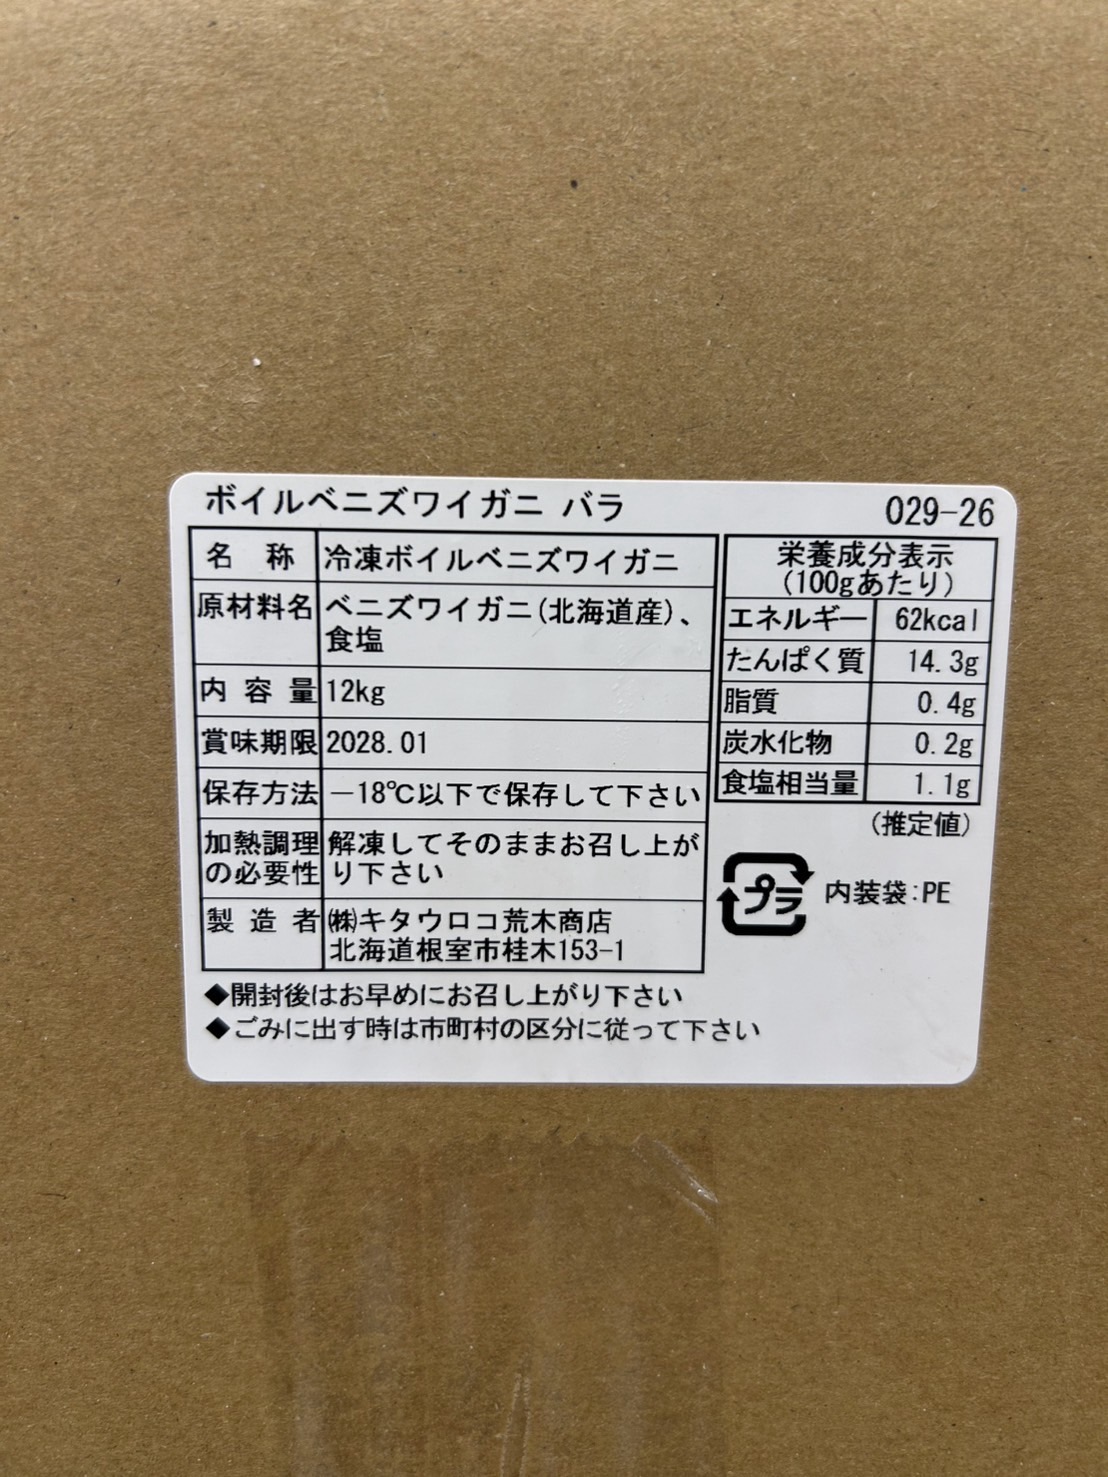 ボイルベニズワイガニ バラ 029-26
名 称 冷凍ボイルベニズワイガニ
原材料名 ベニズワイガニ(北海道産)、
食塩
内 容 量 12kg
賞味期限 2028.01
保存方法 −18℃以下で保存して下さい
加熱調理 解凍してそのままお召し上が
の必要性 り下さい
製 造 者 ㈱キタウロコ荒木商店
北海道根室市桂木153-1
栄養成分表示
(100gあたり)
エネルギー 62kcal
たんぱく質 14.3g
脂質 0.4g
炭水化物 0.2g
食塩相当量 1.1g
(推定値)
プラ 内装袋:PE
◆開封後はお早めにお召し上がり下さい
◆ごみに出す時は市町村の区分に従って下さい